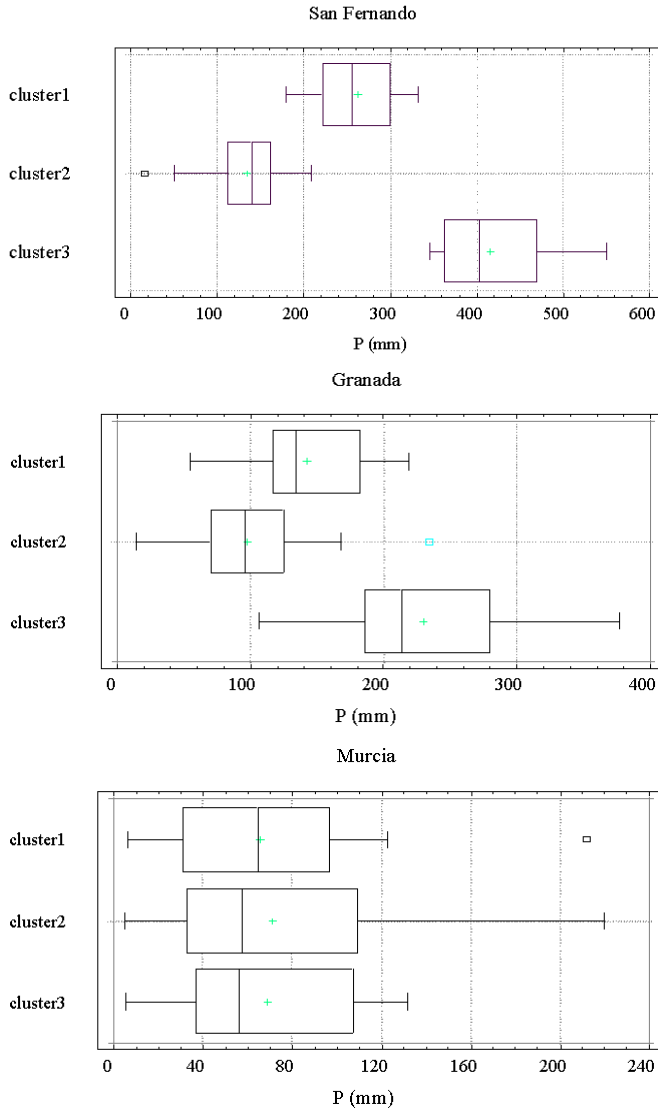 San Fernando
cluster1
cluster2
cluster3
0 100 200 300 400 500 600
P (mm)
Granada
cluster1
cluster2
cluster3
0 100 200 300 400
P (mm)
Murcia
cluster1
cluster2
cluster3
0 40 80 120 160 200 240
P (mm)